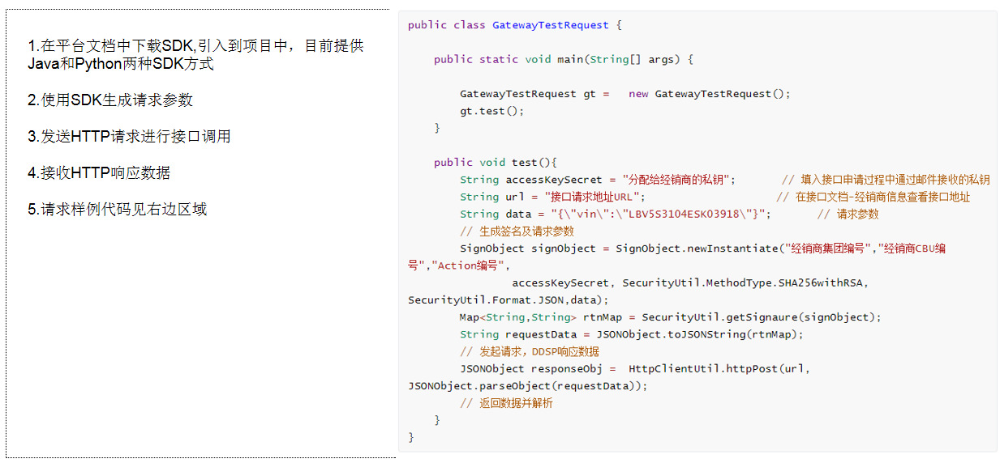 1.在平台文档中下载SDK,引入到项目中，目前提供
Java和Python两种SDK方式
2.使用SDK生成请求参数
3.发送HTTP请求进行接口调用
4.接收HTTP响应数据
5.请求样例代码见右边区域
public class GatewayTestRequest {
public static void main(String[] args) {
GatewayTestRequest gt =   new GatewayTestRequest();
gt.test();
}
public void test(){
String accessKeySecret = "分配给经销商的私钥";       // 填入接口申请过程中通过邮件接收的私钥
String url = "接口请求地址URL";                    // 在接口文档-经销商信息查看接口地址
String data = "{\"vin\":\"LBV5S3104ESK03918\"}";       // 请求参数
// 生成签名及请求参数
SignObject signObject = SignObject.newInstantiate("经销商集团编号","经销商CBU编
号","Action编号",
accessKeySecret, SecurityUtil.MethodType.SHA256withRSA,
SecurityUtil.Format.JSON,data);
Map<String,String> rtnMap = SecurityUtil.getSignaure(signObject);
String requestData = JSONObject.toJSONString(rtnMap);
// 发起请求，DDSP响应数据
JSONObject responseObj =  HttpClientUtil.httpPost(url,
JSONObject.parseObject(requestData));
// 返回数据并解析
}
}